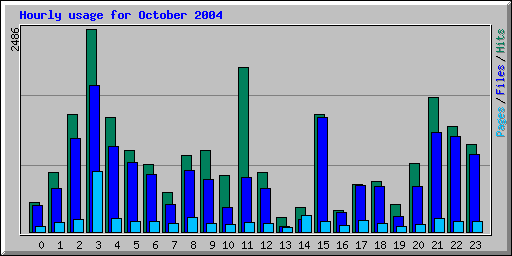 Hourly usage for October 2004
2486
Pages / Files / Hits
0 1 2 3 4 5 6 7 8 9 10 11 12 13 14 15 16 17 18 19 20 21 22 23